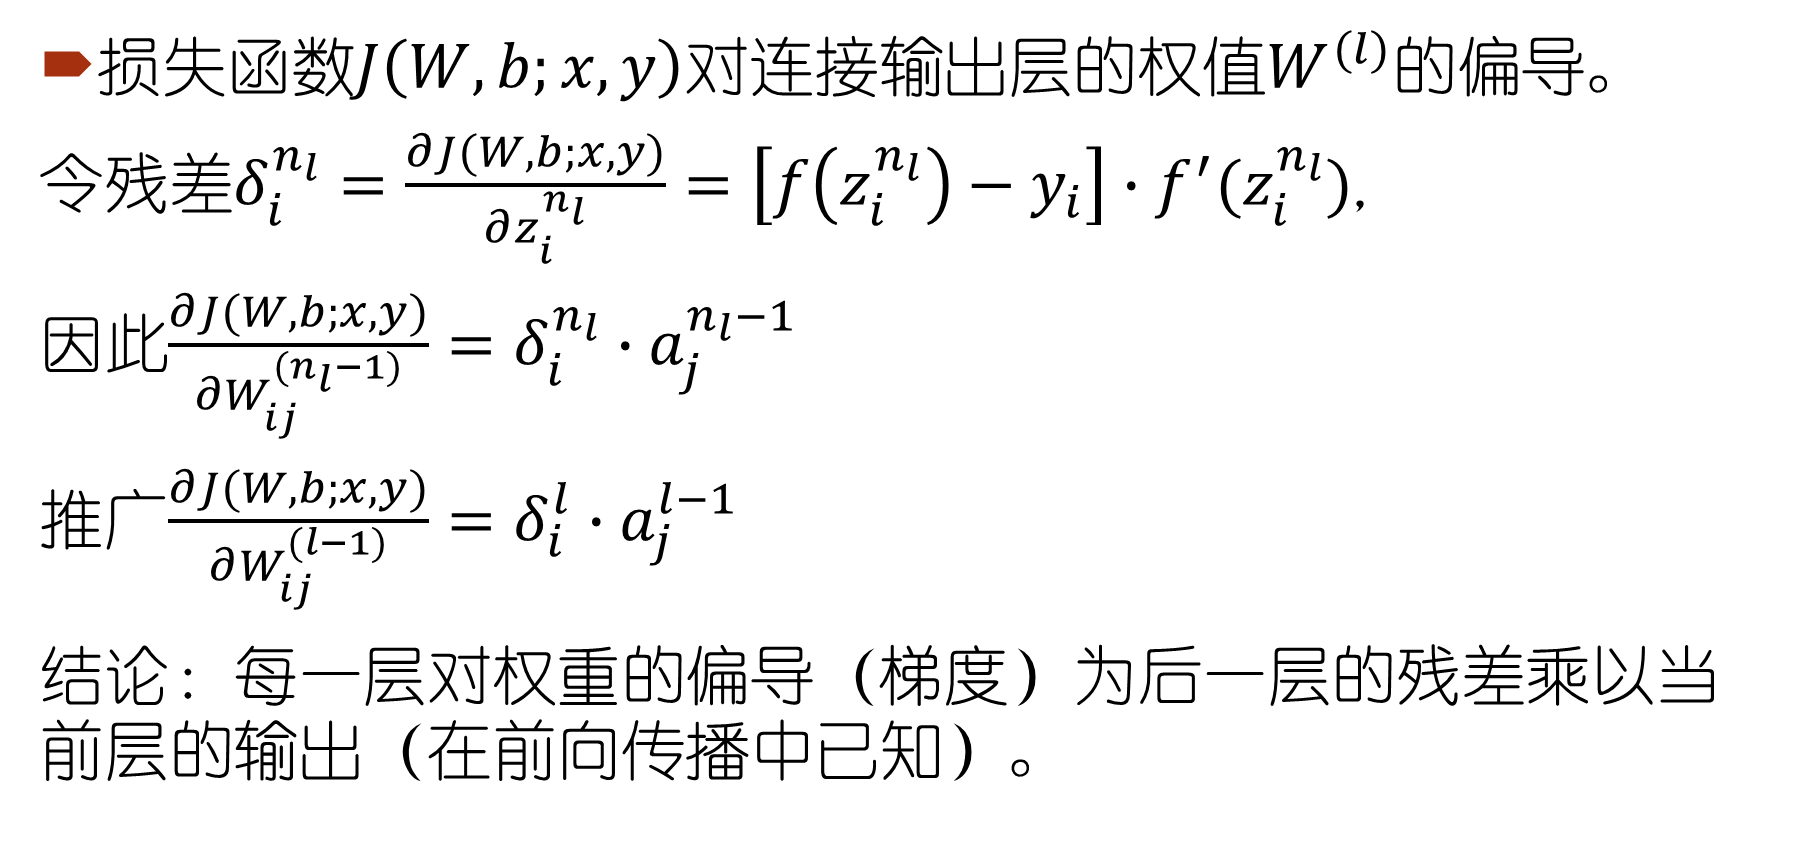 损失函数J(W,b;x,y)对连接输出层的权值W^{(l)}的偏导。
令残差δ_i^{n_l} = \frac{∂J(W,b;x,y)}{∂z_i^{n_l}} = [f(z_i^{n_l}) − y_i] · f′(z_i^{n_l}),
因此\frac{∂J(W,b;x,y)}{∂W_{ij}^{(n_l−1)}} = δ_i^{n_l} · a_j^{n_l−1}
推广\frac{∂J(W,b;x,y)}{∂W_{ij}^{(l−1)}} = δ_i^l · a_j^{l−1}
结论：每一层对权重的偏导（梯度）为后一层的残差乘以当
前层的输出（在前向传播中已知）。